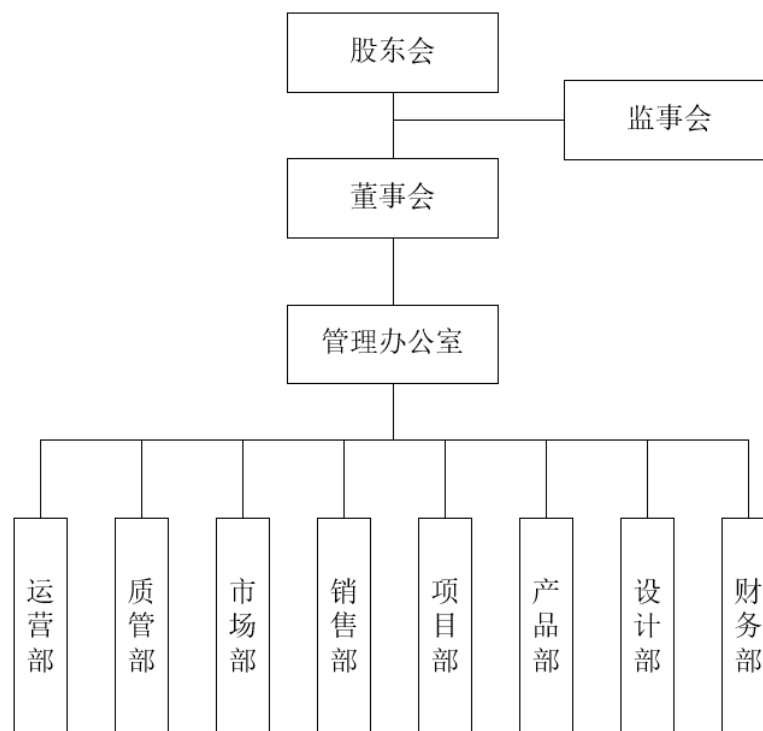 股东会
监事会
董事会
管理办公室
运营部
质管部
市场部
销售部
项目部
产品部
设计部
财务部